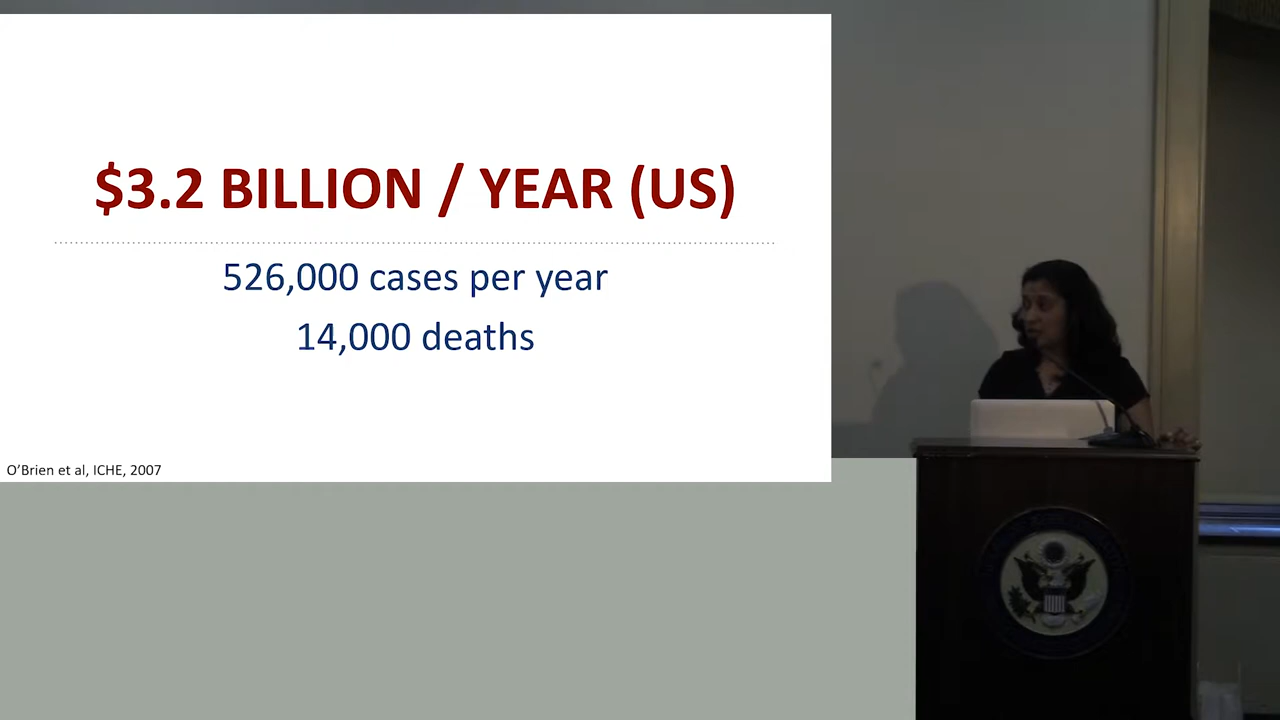 $3.2 BILLION / YEAR (US)
526,000 cases per year
14,000 deaths
O’Brien et al, ICHE, 2007